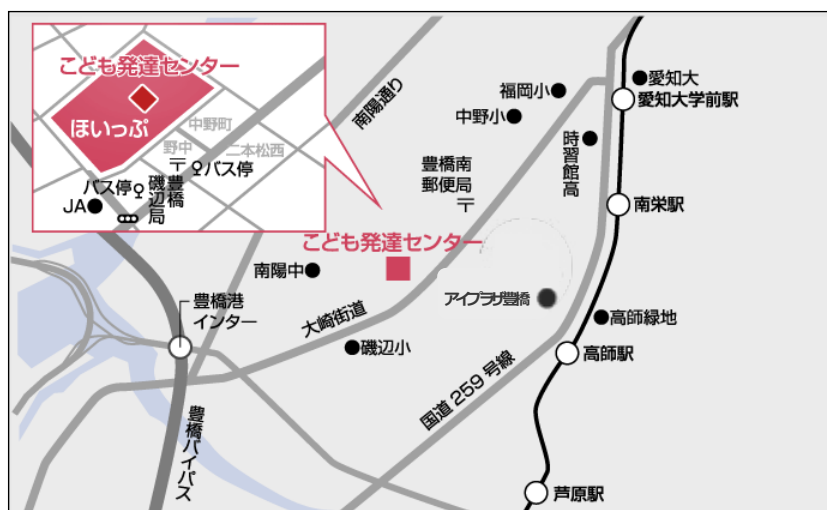 こども発達センター
ほいっぷ
中野町
野中
二本松西
バス停
豊橋
磯辺局
バス停
JA
南陽通り
福岡小
中野小
愛知大
愛知大学前駅
時習館高
豊橋南
郵便局
南栄駅
こども発達センター
南陽中
アイプラザ豊橋
豊橋港
インター
大崎街道
高師緑地
磯辺小
高師駅
国道259号線
豊橋バイパス
芦原駅